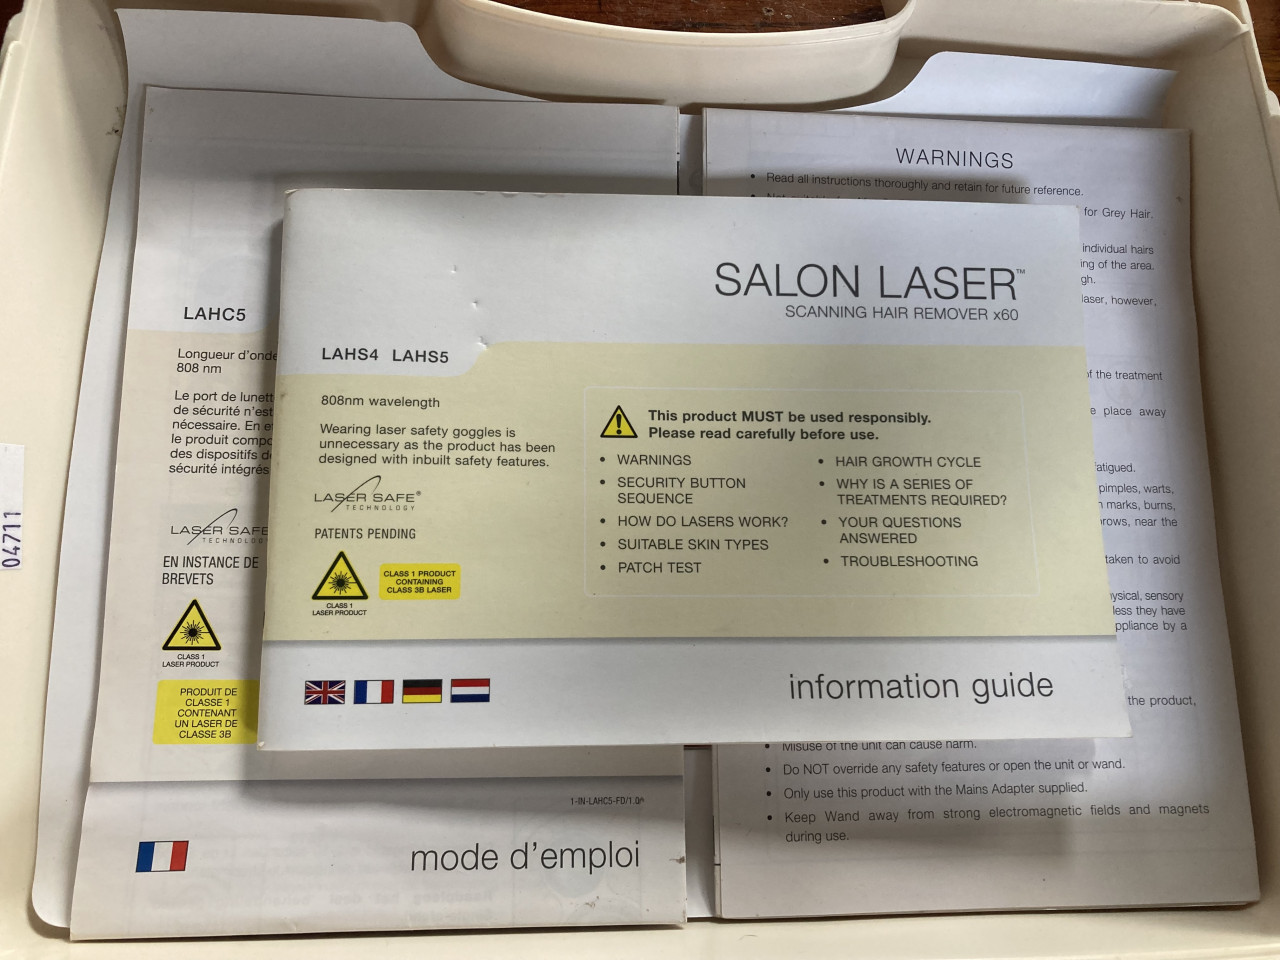 WARNINGS
• Read all instructions thoroughly and retain for future reference.
for Grey Hair,
individual hairs
ing of the area.
gh.
laser, however,
of the treatment
e place away
fatigued.
pimples, warts,
marks, burns,
rows, near the
taken to avoid
ysical, sensory
less they have
ppliance by a
the product,
• Misuse of the unit can cause harm.
• Do NOT override any safety features or open the unit or wand.
• Only use this product with the Mains Adapter supplied.
• Keep Wand away from strong electromagnetic fields and magnets
during use.
SALON LASER™
SCANNING HAIR REMOVER x60
LAHS4 LAHS5
808nm wavelength
Wearing laser safety goggles is
unnecessary as the product has been
designed with inbuilt safety features.
LASER SAFE®
TECHNOLOGY
PATENTS PENDING
CLASS 1
LASER PRODUCT
CLASS 1 PRODUCT
CONTAINING
CLASS 3B LASER
This product MUST be used responsibly.
Please read carefully before use.
• WARNINGS
• SECURITY BUTTON
SEQUENCE
• HOW DO LASERS WORK?
• SUITABLE SKIN TYPES
• PATCH TEST
• HAIR GROWTH CYCLE
• WHY IS A SERIES OF
TREATMENTS REQUIRED?
• YOUR QUESTIONS
ANSWERED
• TROUBLESHOOTING
information guide
LAHC5
Longueur d'onde
808 nm
Le port de lunett
de sécurité n'est
nécessaire. En e
le produit compo
des dispositifs d
sécurité intégrés
LASER SAFE
TECHNOLOG
EN INSTANCE DE
BREVETS
CLASS 1
LASER PRODUCT
PRODUIT DE
CLASSE 1
CONTENANT
UN LASER DE
CLASSE 3B
1-IN-LAHC5-FD/1.0
mode d'emploi
04711